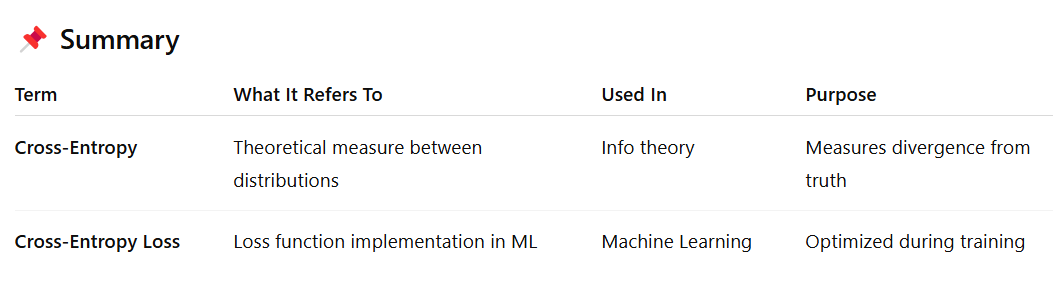 📌 Summary
Term What It Refers To Used In Purpose
Cross-Entropy Theoretical measure between distributions Info theory Measures divergence from truth
Cross-Entropy Loss Loss function implementation in ML Machine Learning Optimized during training